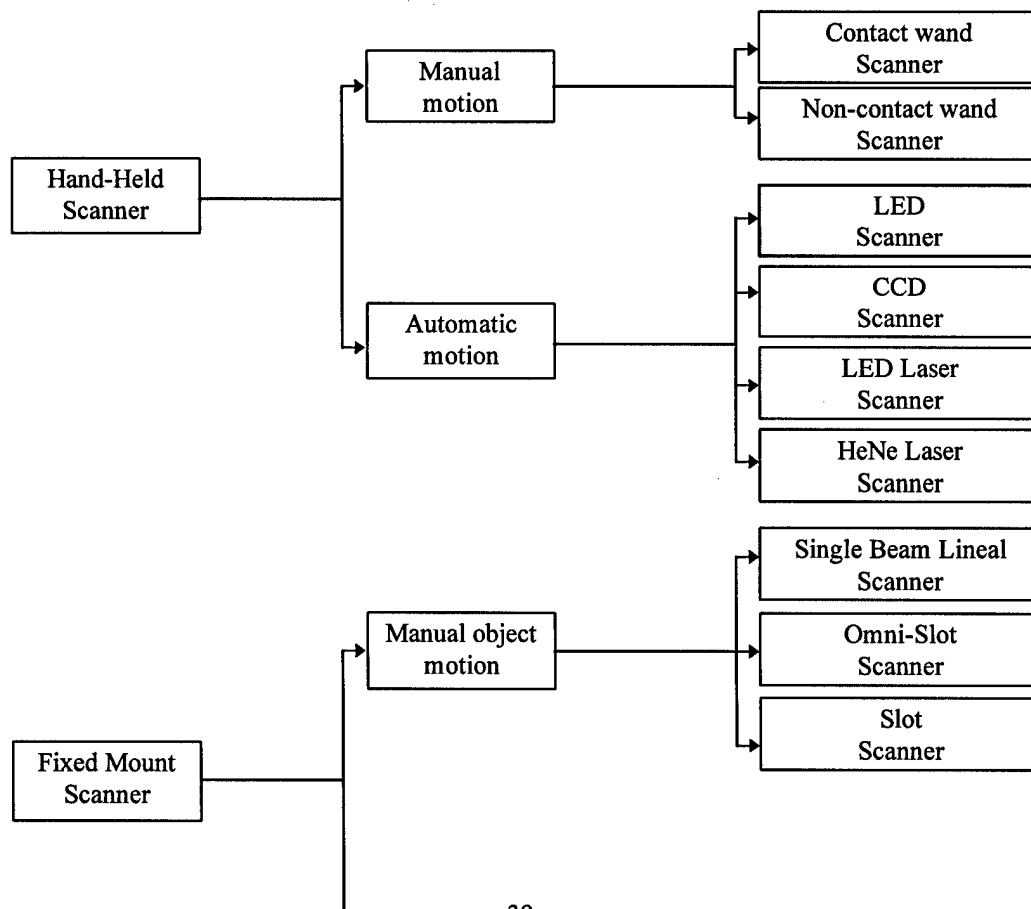 Contact wand
Scanner
Manual
motion
Non-contact wand
Scanner
Hand-Held
Scanner
LED
Scanner
CCD
Scanner
Automatic
motion
LED Laser
Scanner
HeNe Laser
Scanner
Single Beam Lineal
Scanner
Manual object
motion
Omni-Slot
Scanner
Slot
Scanner
Fixed Mount
Scanner